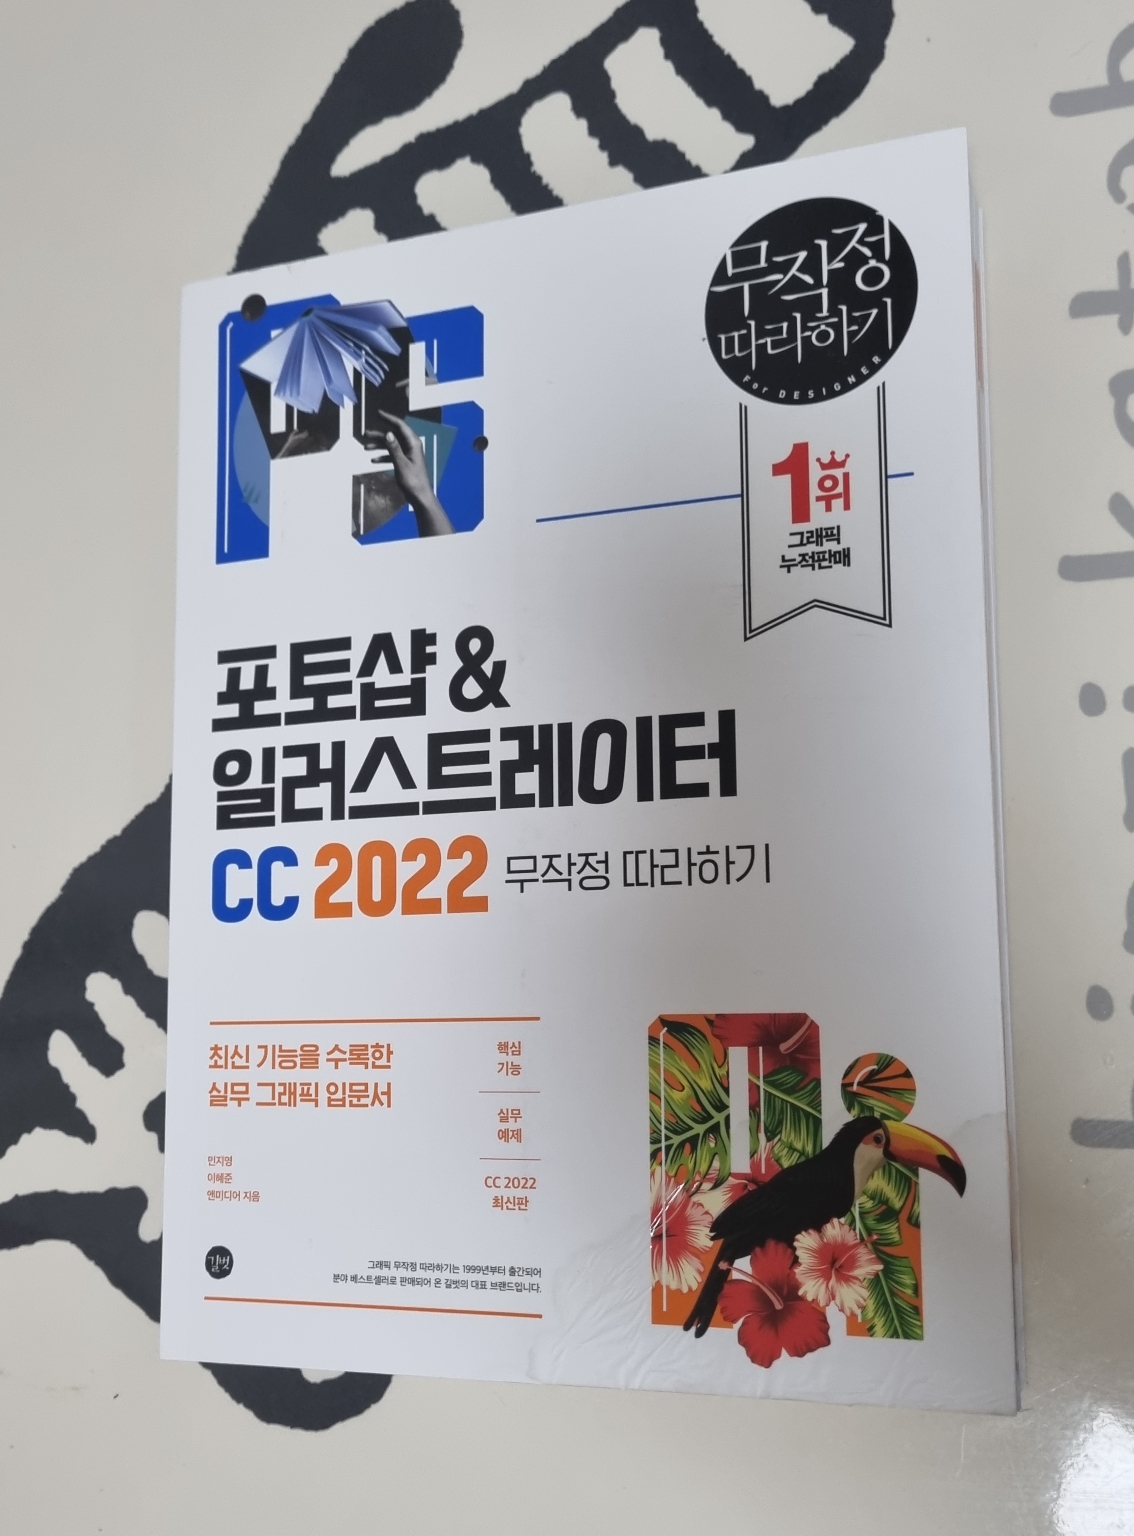 PS
무작정
따라하기
For DESIGNER
1위
그래픽
누적판매
포토샵 &
일러스트레이터
CC 2022 무작정 따라하기
최신 기능을 수록한
실무 그래픽 입문서
핵심
기능
실무
예제
CC 2022
최신판
민지영
이혜준
앤미디어 지음
길벗
그래픽 무작정 따라하기는 1999년부터 출간되어
분야 베스트셀러로 판매되어 온 길벗의 대표 브랜드입니다.
Ai